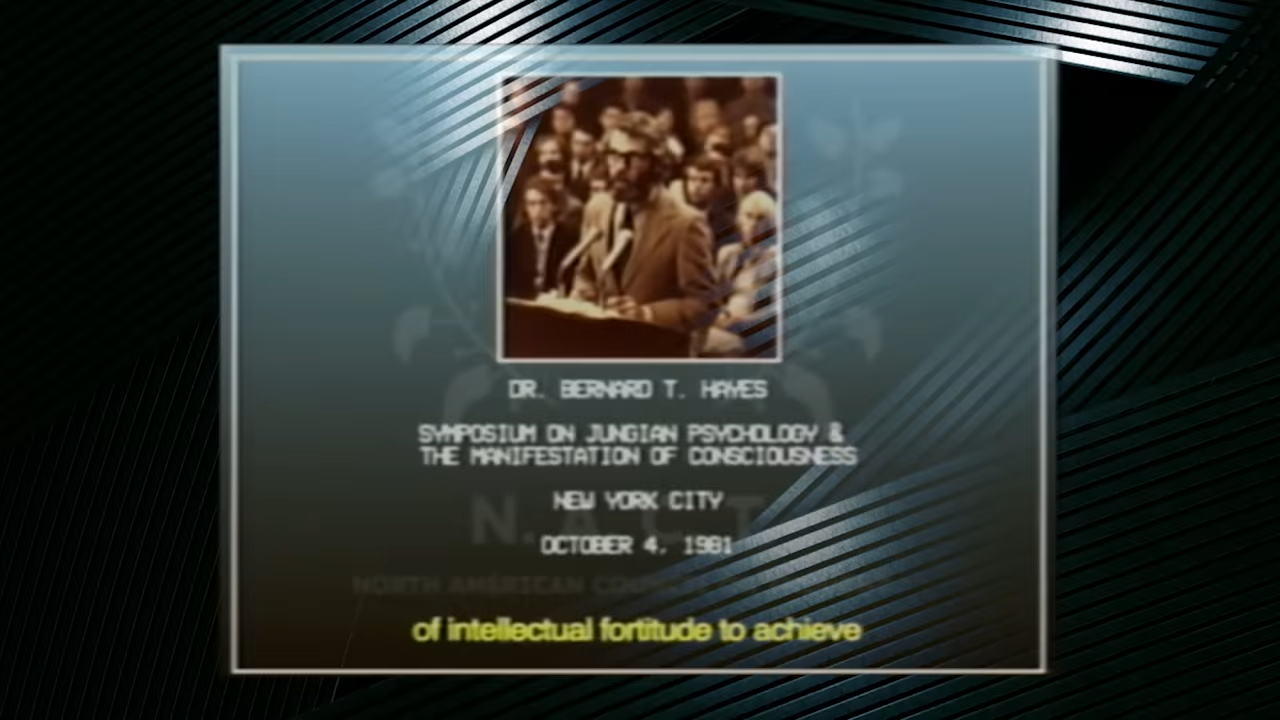 DR. BERNARD T. HAYES
SYMPOSIUM ON JUNGIAN PSYCHOLOGY &
THE MANIFESTATION OF CONSCIOUSNESS
NEW YORK CITY
N. A. C. T.
OCTOBER 4, 1981
NORTH AMERICAN
of intellectual fortitude to achieve